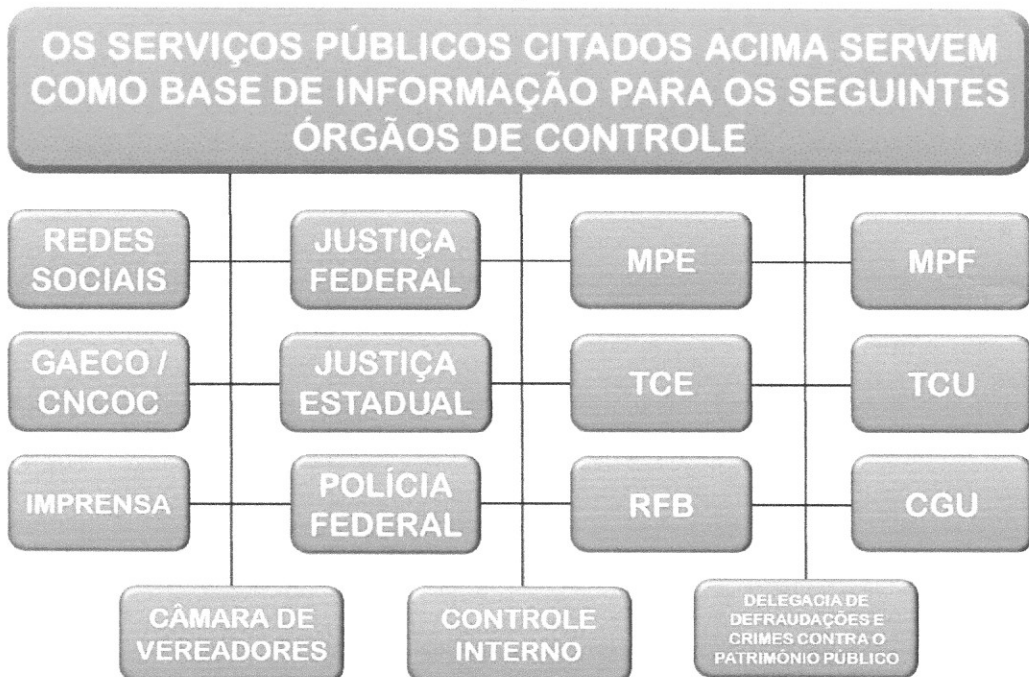 OS SERVIÇOS PÚBLICOS CITADOS ACIMA SERVEM
COMO BASE DE INFORMAÇÃO PARA OS SEGUINTES
ÓRGÃOS DE CONTROLE
REDES
SOCIAIS
JUSTIÇA
FEDERAL
MPE
MPF
GAECO /
CNCOC
JUSTIÇA
ESTADUAL
TCE
TCU
IMPRENSA
POLÍCIA
FEDERAL
RFB
CGU
CÂMARA DE
VEREADORES
CONTROLE
INTERNO
DELEGACIA DE
DEFRAUDAÇÕES E
CRIMES CONTRA O
PATRIMÔNIO PÚBLICO